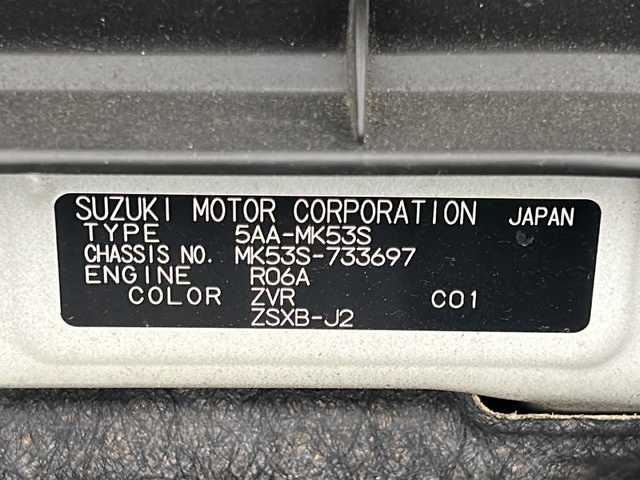 SUZUKI MOTOR CORPORATION JAPAN
TYPE 5AA-MK53S
CHASSIS NO. MK53S-733697
ENGINE R06A
COLOR ZVR C01
ZSXB-J2